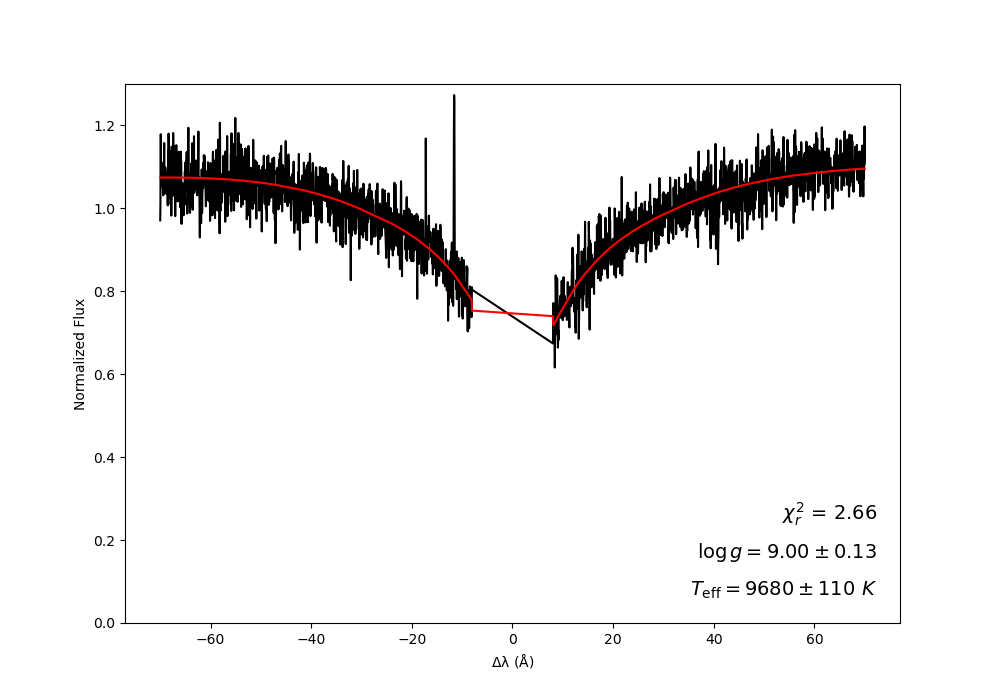 1.2
1.0
0.8
0.6
0.4
0.2
0.0
Normalized Flux
χ²ᵣ = 2.66
log g = 9.00 ± 0.13
T_eff = 9680 ± 110 K
−60 −40 −20 0 20 40 60
Δλ (Å)